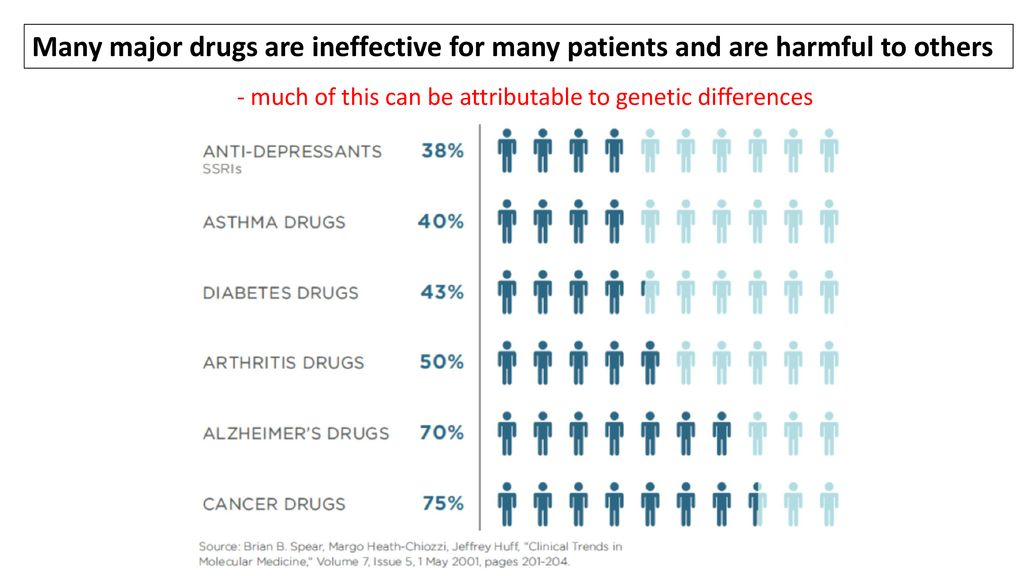 Many major drugs are ineffective for many patients and are harmful to others
- much of this can be attributable to genetic differences
ANTI-DEPRESSANTS 38%
SSRIs
ASTHMA DRUGS 40%
DIABETES DRUGS 43%
ARTHRITIS DRUGS 50%
ALZHEIMER'S DRUGS 70%
CANCER DRUGS 75%
Source: Brian B. Spear, Margo Heath-Chiozzi, Jeffrey Huff, "Clinical Trends in
Molecular Medicine," Volume 7, Issue 5, 1 May 2001, pages 201-204.